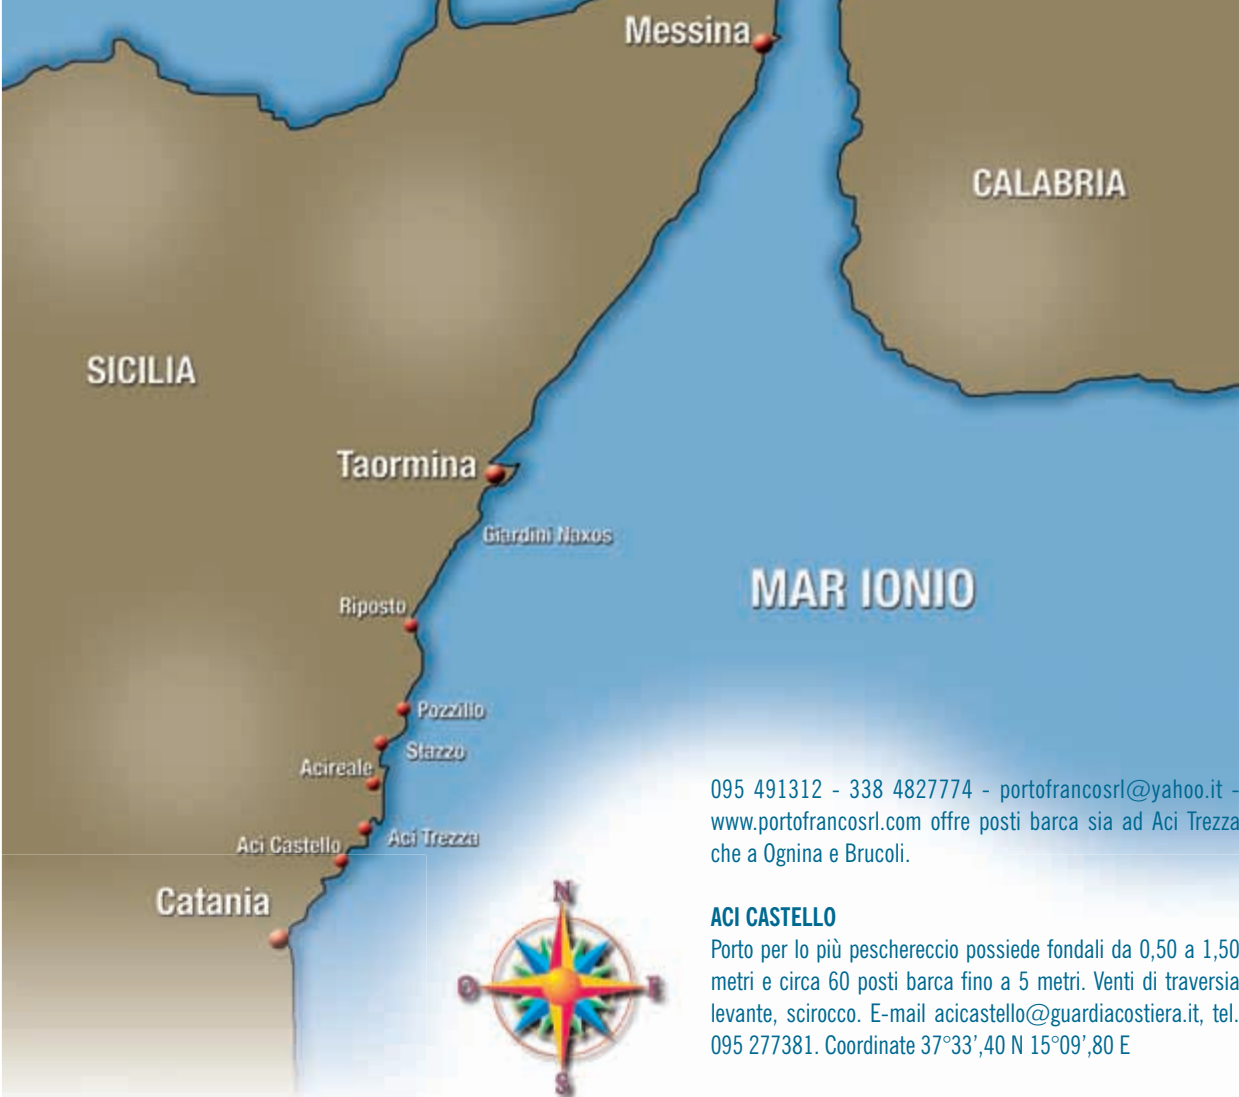 Messina
CALABRIA
SICILIA
Taormina
Giardini Naxos
MAR IONIO
Riposto
Pozzillo
Stazzo
Acireale
Aci Trezza
Aci Castello
Catania
N
O
E
S
095 491312 - 338 4827774 - portofrancosrl@yahoo.it -
www.portofrancosrl.com offre posti barca sia ad Aci Trezza
che a Ognina e Brucoli.
ACI CASTELLO
Porto per lo più peschereccio possiede fondali da 0,50 a 1,50
metri e circa 60 posti barca fino a 5 metri. Venti di traversia
levante, scirocco. E-mail acicastello@guardiacostiera.it, tel.
095 277381. Coordinate 37°33’,40 N 15°09’,80 E